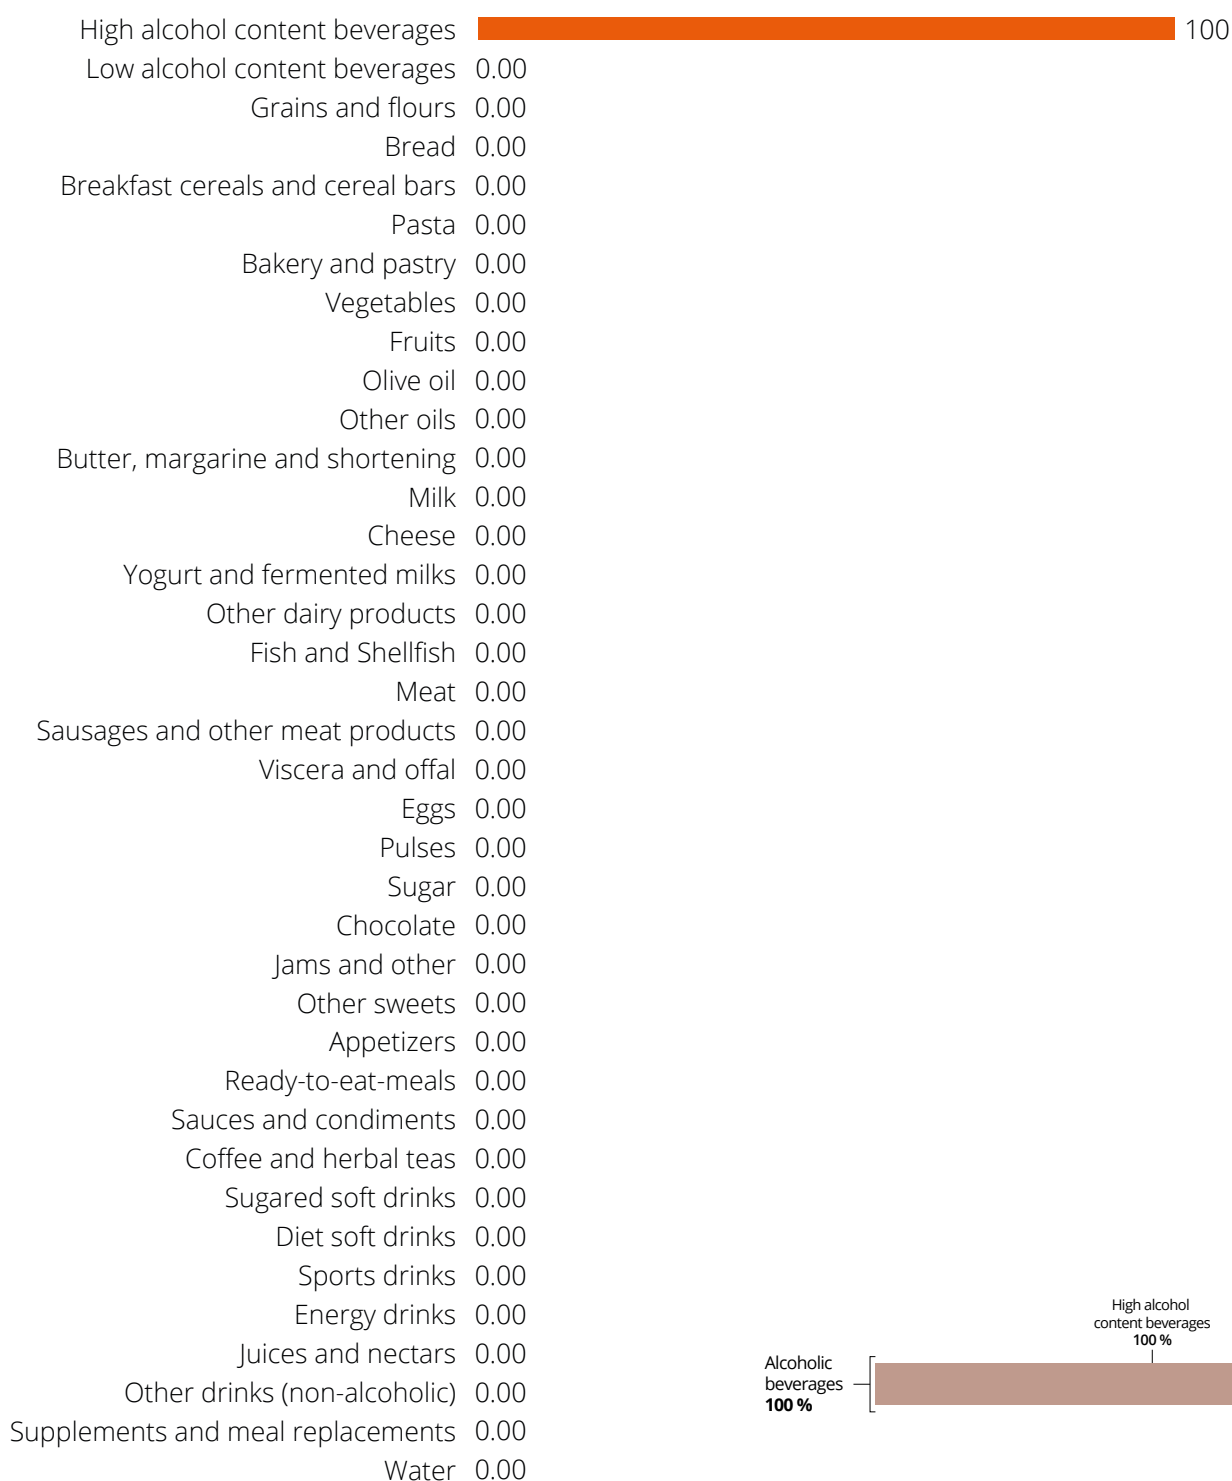 High alcohol content beverages 100
Low alcohol content beverages 0.00
Grains and flours 0.00
Bread 0.00
Breakfast cereals and cereal bars 0.00
Pasta 0.00
Bakery and pastry 0.00
Vegetables 0.00
Fruits 0.00
Olive oil 0.00
Other oils 0.00
Butter, margarine and shortening 0.00
Milk 0.00
Cheese 0.00
Yogurt and fermented milks 0.00
Other dairy products 0.00
Fish and Shellfish 0.00
Meat 0.00
Sausages and other meat products 0.00
Viscera and offal 0.00
Eggs 0.00
Pulses 0.00
Sugar 0.00
Chocolate 0.00
Jams and other 0.00
Other sweets 0.00
Appetizers 0.00
Ready-to-eat-meals 0.00
Sauces and condiments 0.00
Coffee and herbal teas 0.00
Sugared soft drinks 0.00
Diet soft drinks 0.00
Sports drinks 0.00
Energy drinks 0.00
Juices and nectars 0.00
Other drinks (non-alcoholic) 0.00
Supplements and meal replacements 0.00
Water 0.00
High alcohol
content beverages
100 %
Alcoholic
beverages
100 %